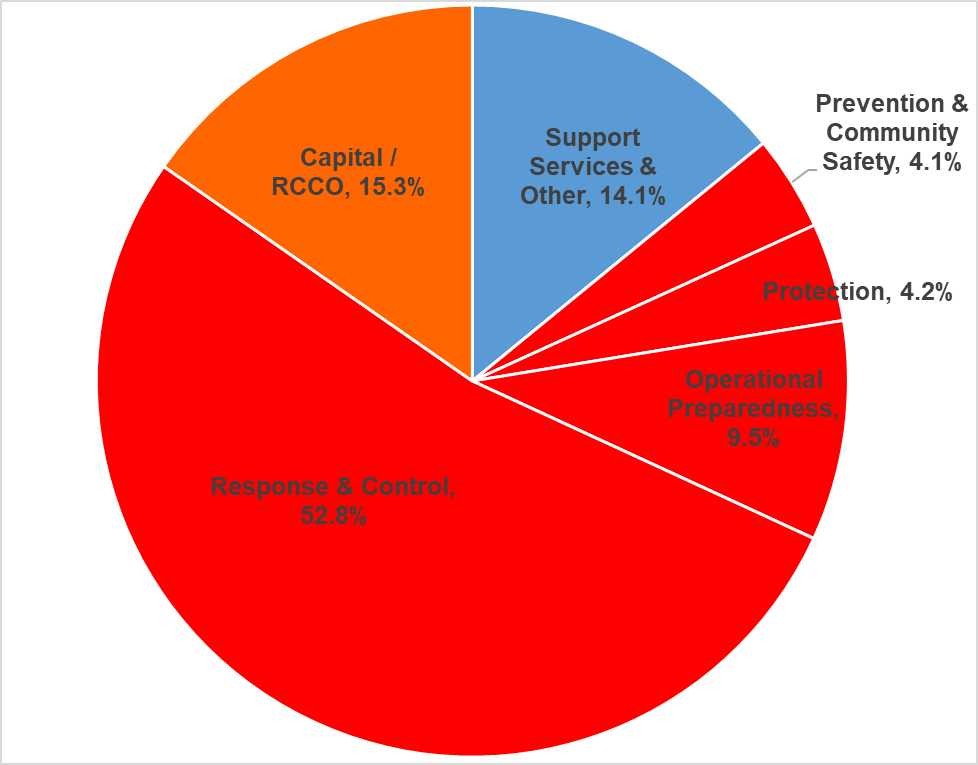 Support
Services &
Other, 14.1%
Prevention &
Community
Safety, 4.1%
Protection, 4.2%
Operational
Preparedness,
9.5%
Response & Control,
52.8%
Capital /
RCCO, 15.3%